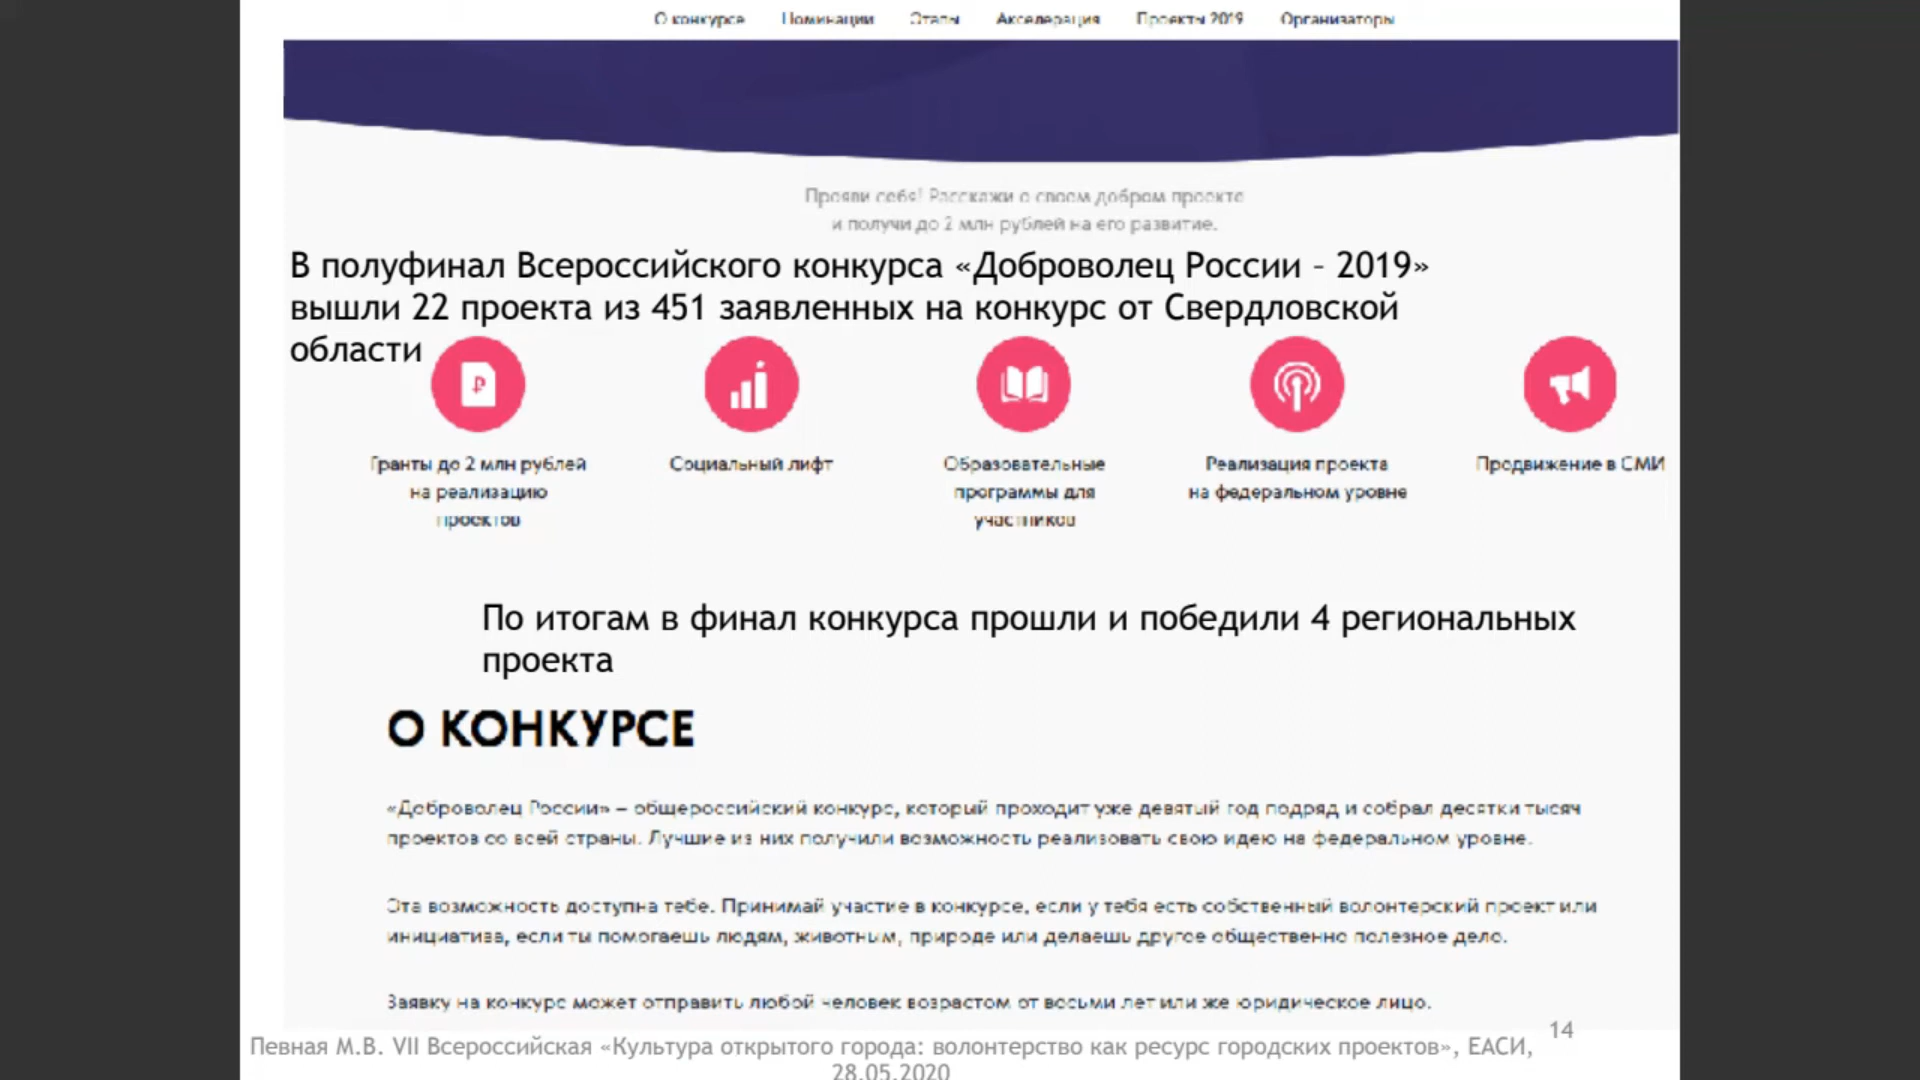 О конкурсе Номинации Этапы Акселерация Проекты 2019 Организаторы
Прояви себя! Расскажи о своем добром проекте
и получи до 2 млн рублей на его развитие.
В полуфинал Всероссийского конкурса «Доброволец России – 2019»
вышли 22 проекта из 451 заявленных на конкурс от Свердловской
области
Гранты до 2 млн рублей
на реализацию
проектов
Социальный лифт
Образовательные
программы для
участников
Реализация проекта
на федеральном уровне
Продвижение в СМИ
По итогам в финал конкурса прошли и победили 4 региональных
проекта
О КОНКУРСЕ
«Доброволец России» – общероссийский конкурс, который проходит уже девятый год подряд и собрал десятки тысяч
проектов со всей страны. Лучшие из них получили возможность реализовать свою идею на федеральном уровне.
Эта возможность доступна тебе. Принимай участие в конкурсе, если у тебя есть собственный волонтерский проект или
инициатива, если ты помогаешь людям, животным, природе или делаешь другое общественно полезное дело.
Заявку на конкурс может отправить любой человек возрастом от восьми лет или же юридическое лицо.
14
Певная М.В. VII Всероссийская «Культура открытого города: волонтерство как ресурс городских проектов», ЕАСИ,
28.05.2020